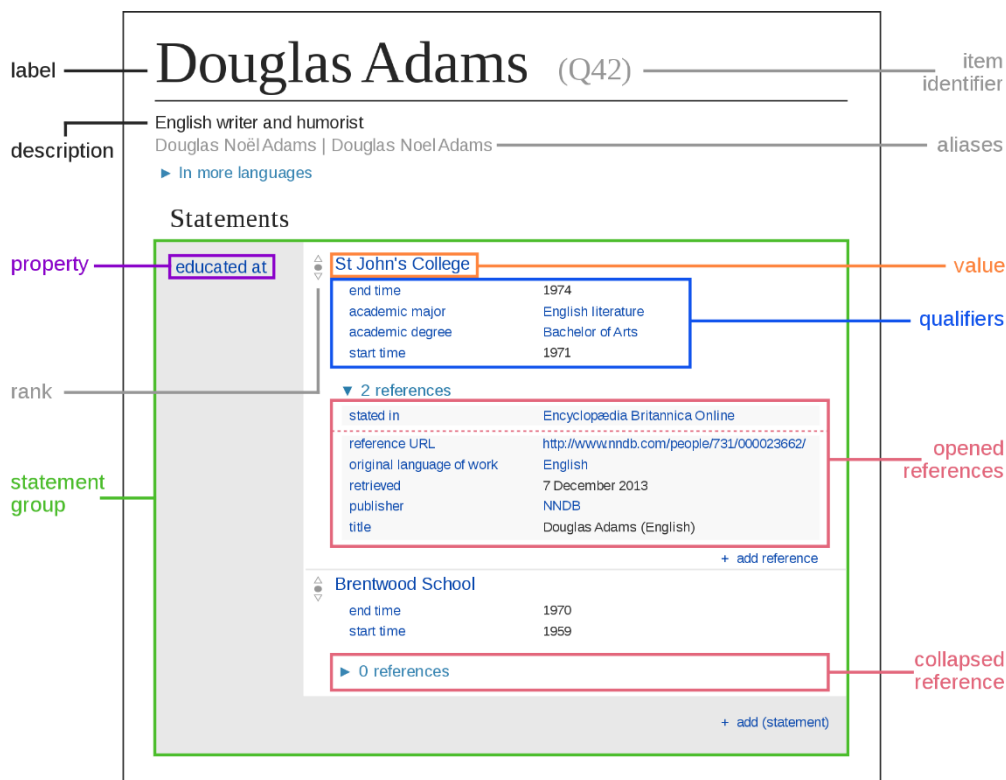 label
Douglas Adams (Q42)
item
identifier
description
English writer and humorist
Douglas Noël Adams | Douglas Noel Adams
aliases
► In more languages
Statements
property
educated at
St John's College
value
end time 1974
academic major English literature
academic degree Bachelor of Arts
start time 1971
qualifiers
rank
▼ 2 references
stated in Encyclopædia Britannica Online
reference URL http://www.nndb.com/people/731/000023662/
original language of work English
retrieved 7 December 2013
publisher NNDB
title Douglas Adams (English)
opened
references
statement
group
+ add reference
Brentwood School
end time 1970
start time 1959
► 0 references
collapsed
reference
+ add (statement)